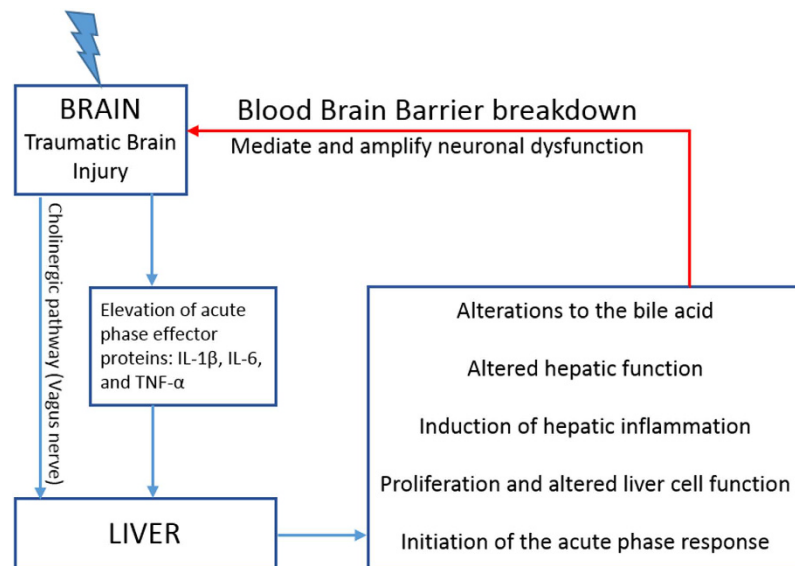 BRAIN
Traumatic Brain
Injury
Blood Brain Barrier breakdown
Mediate and amplify neuronal dysfunction
Cholinergic pathway (Vagus nerve)
Elevation of acute
phase effector
proteins: IL-1β, IL-6,
and TNF-α
LIVER
Alterations to the bile acid
Altered hepatic function
Induction of hepatic inflammation
Proliferation and altered liver cell function
Initiation of the acute phase response